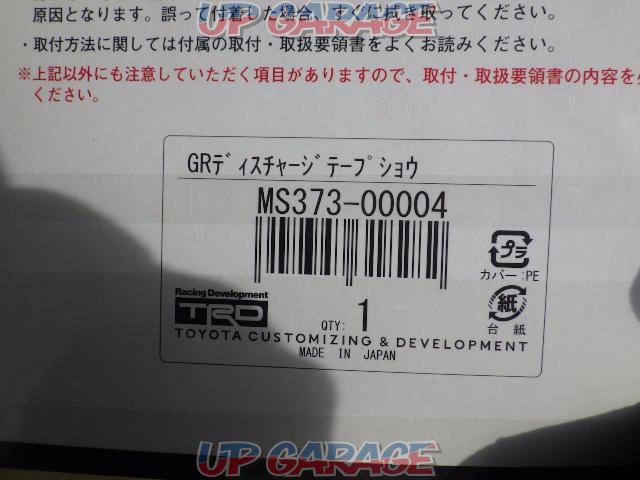 原因となります。誤って付着した場合、すぐに拭き取ってください。
・取付方法に関しては付属の取付・取扱要領書をよくお読みください。
※上記以外にも注意していただく項目がありますので、取付・取扱要領書の内容を
ください。
GRﾃﾞｨｽﾁｬｰｼﾞﾃｰﾌﾟｼｮｳ
MS373-00004
プラ
カバー:PE
紙
台 紙
Racing Development
TRD
QTY: 1
TOYOTA CUSTOMIZING & DEVELOPMENT
MADE IN JAPAN
UP GARAGE
UP GARAGE